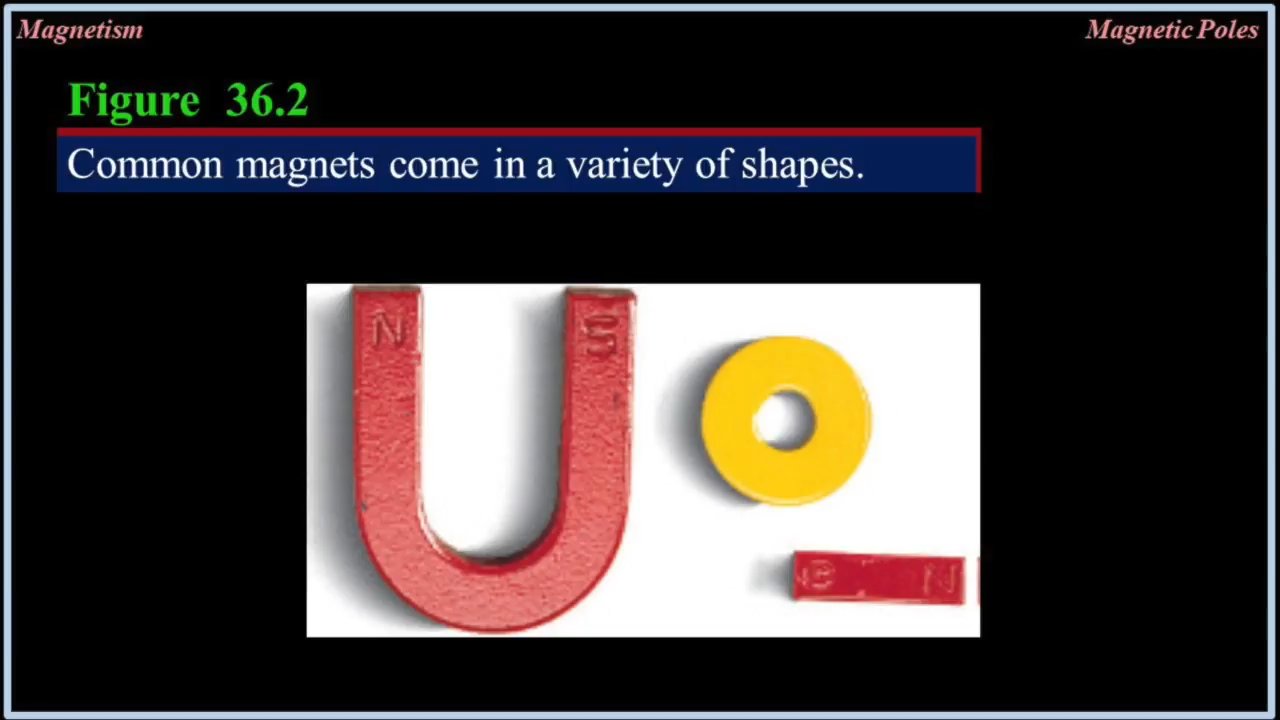 Magnetism
Magnetic Poles
Figure 36.2
Common magnets come in a variety of shapes.
N
S
N